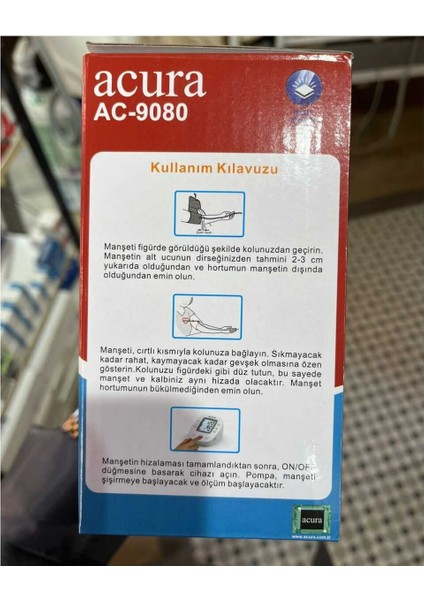 acura
AC-9080
Kullanım Kılavuzu
Manşeti figürde görüldüğü şekilde kolunuzdan geçirin.
Manşetin alt ucunun dirseğinizden tahmini 2-3 cm
yukarıda olduğundan ve hortumun manşetin dışında
olduğundan emin olun.
Manşeti, cırtlı kısmıyla kolunuza bağlayın. Sıkmayacak
kadar rahat, kaymayacak kadar gevşek olmasına özen
gösterin.Kolunuzu figürdeki gibi düz tutun, bu sayede
manşet ve kalbiniz aynı hizada olacaktır. Manşet
hortumunun bükülmediğinden emin olun.
Manşetin hizalaması tamamlandıktan sonra, ON/OFF
düğmesine basarak cihazı açın. Pompa, manşeti
şişirmeye başlayacak ve ölçüm başlayacaktır.
acura
www.acura.com.tr